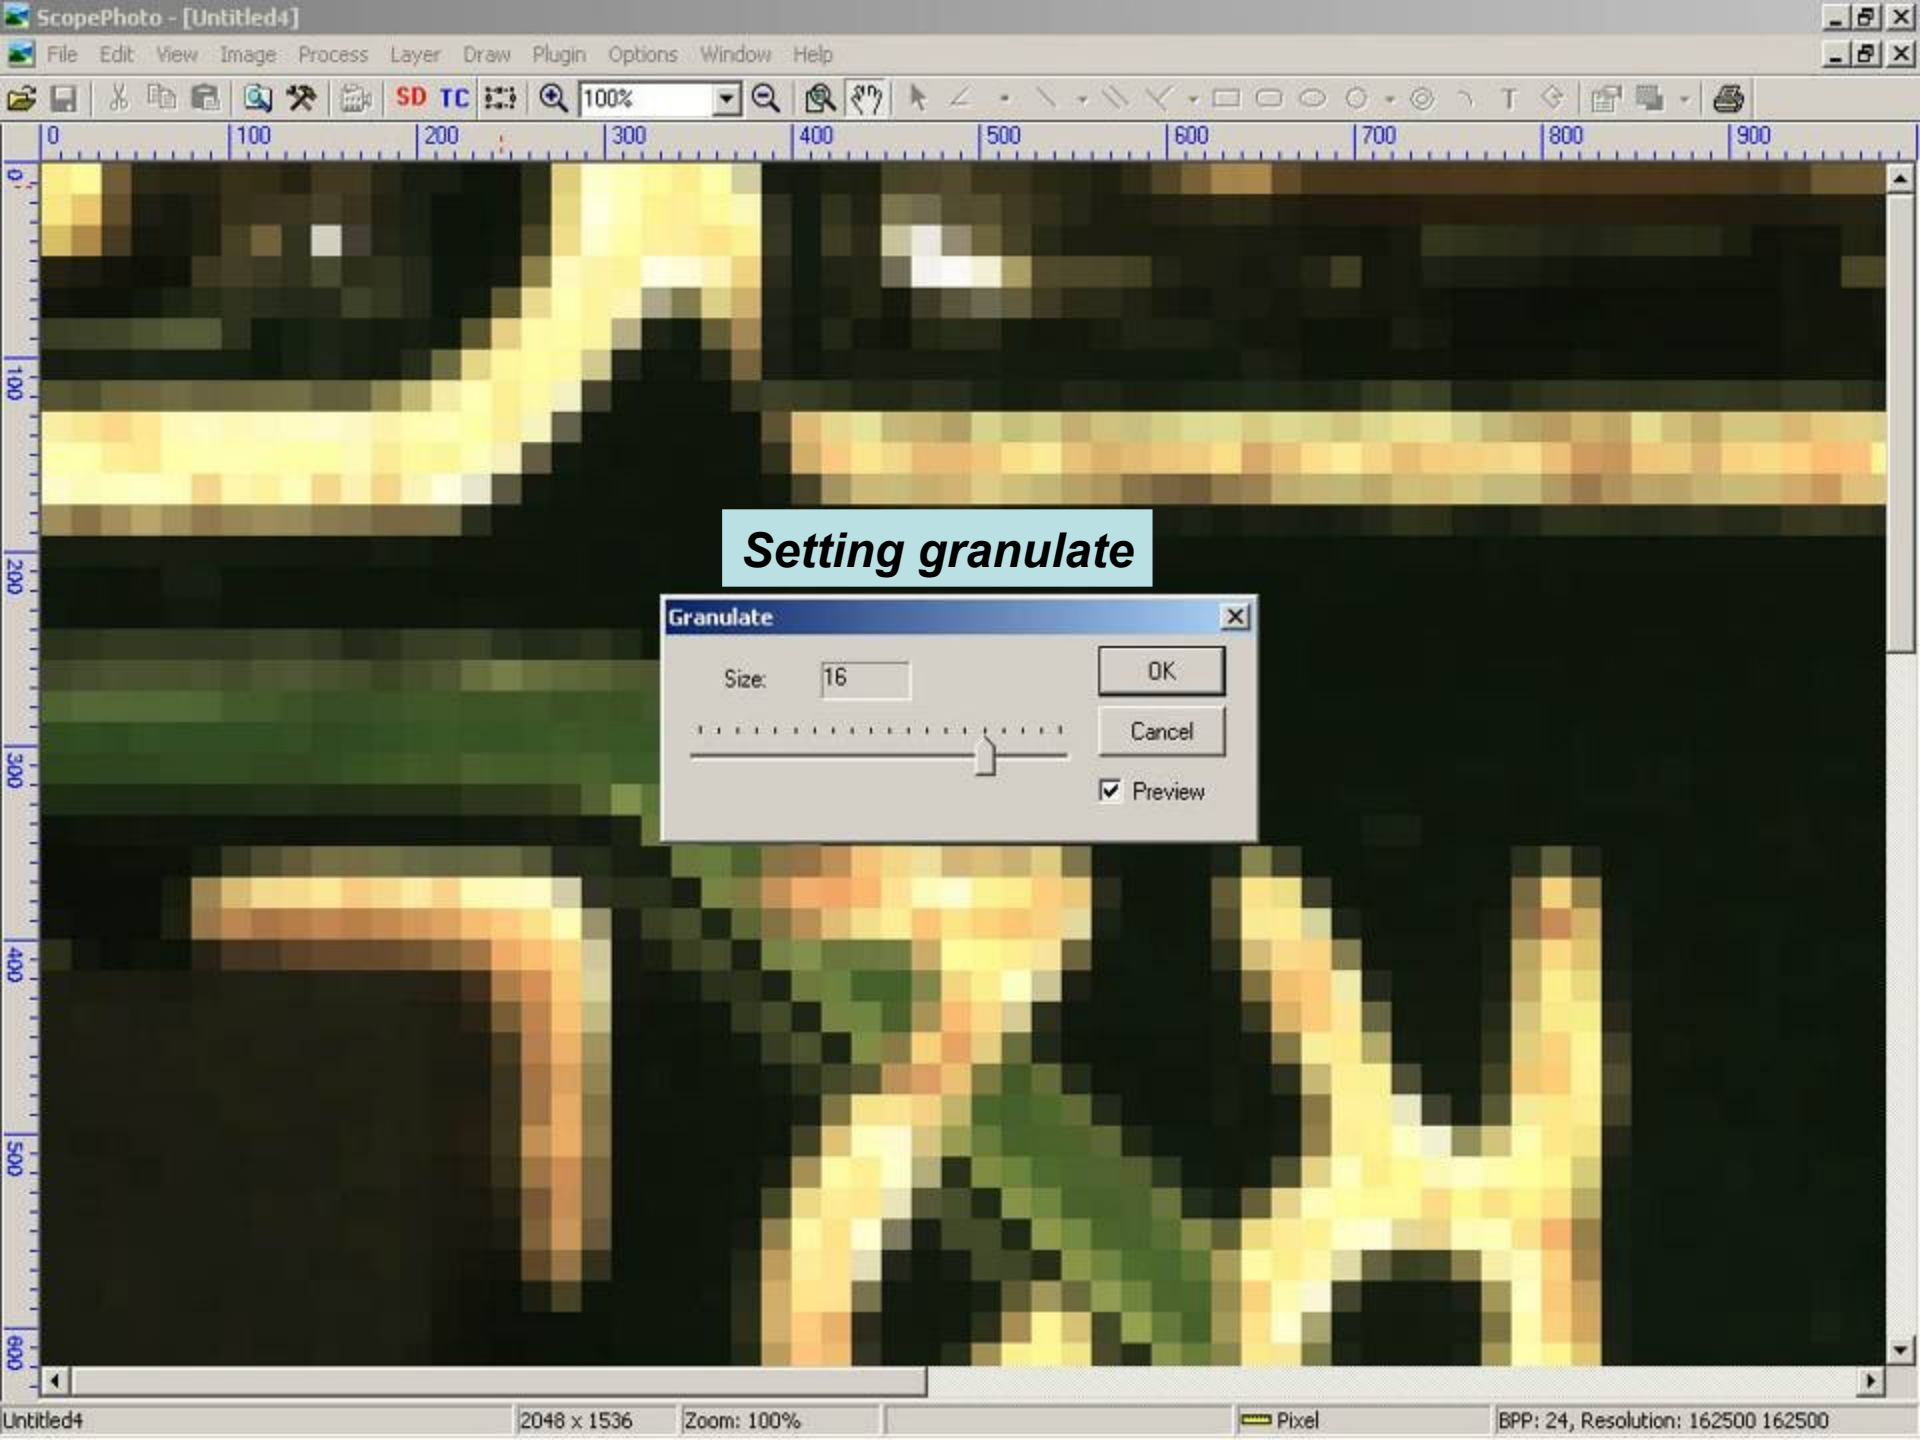 ScopePhoto - [Untitled4]
File Edit View Image Process Layer Draw Plugin Options Window Help
SD TC 100% T
0 100 200 300 400 500 600 700 800 900
0
100
200
300
400
500
600
Setting granulate
Granulate
Size: 16
OK
Cancel
Preview
Untitled4 2048 x 1536 Zoom: 100% Pixel BPP: 24, Resolution: 162500 162500